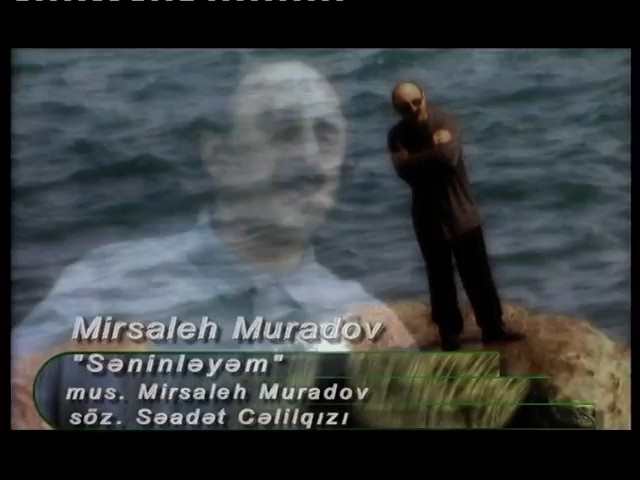 Mirsaleh Muradov
"Səninləyəm"
mus. Mirsaleh Muradov
söz. Səadət Cəlilqızı